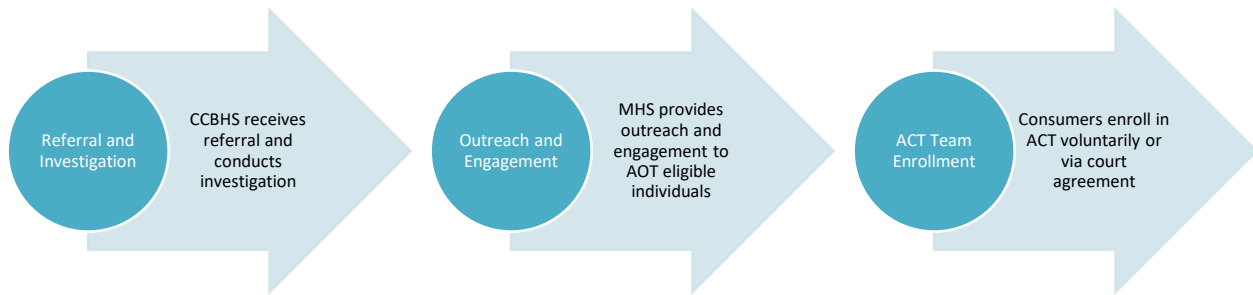 Referral and
Investigation
CCBHS receives
referral and
conducts
investigation
Outreach and
Engagement
MHS provides
outreach and
engagement to
AOT eligible
individuals
ACT Team
Enrollment
Consumers enroll in
ACT voluntarily or
via court
agreement